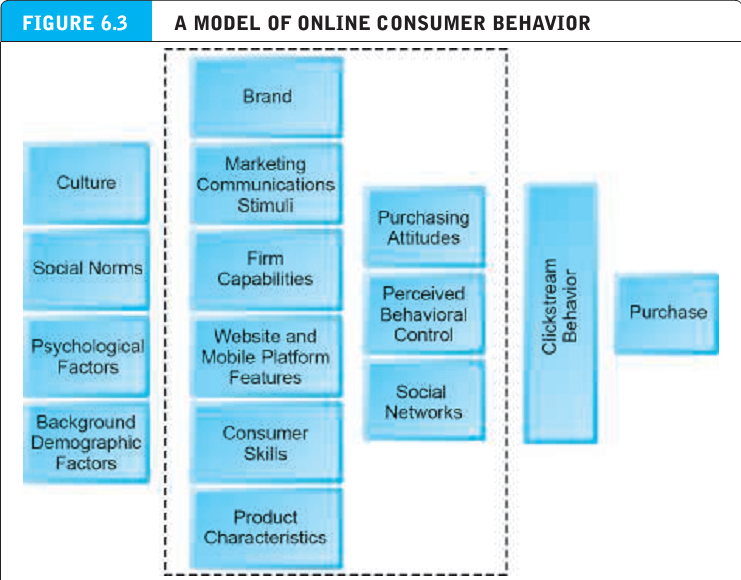 FIGURE 6.3
A MODEL OF ONLINE CONSUMER BEHAVIOR
Culture
Social Norms
Psychological
Factors
Background
Demographic
Factors
Brand
Marketing
Communications
Stimuli
Firm
Capabilities
Website and
Mobile Platform
Features
Consumer
Skills
Product
Characteristics
Purchasing
Attitudes
Perceived
Behavioral
Control
Social
Networks
Clickstream
Behavior
Purchase